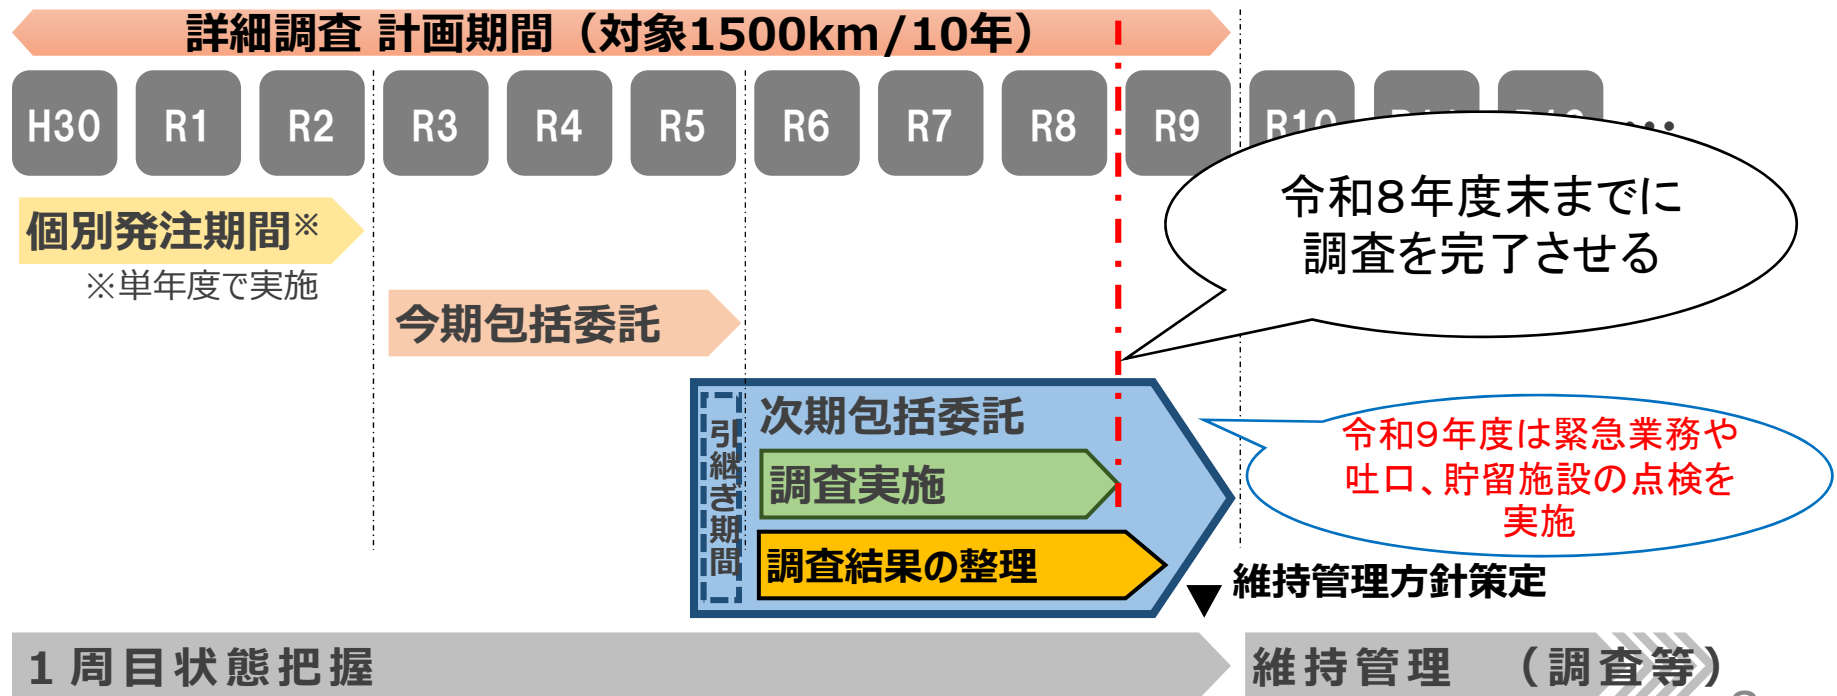 詳細調査 計画期間（対象1500km/10年）
H30 R1 R2 R3 R4 R5 R6 R7 R8 R9 R10
個別発注期間※
※単年度で実施
令和８年度末までに
調査を完了させる
今期包括委託
引継ぎ期間
次期包括委託
調査実施
調査結果の整理
令和９年度は緊急業務や
吐口、貯留施設の点検を
実施
▼維持管理方針策定
１周目状態把握
維持管理　（調査等）